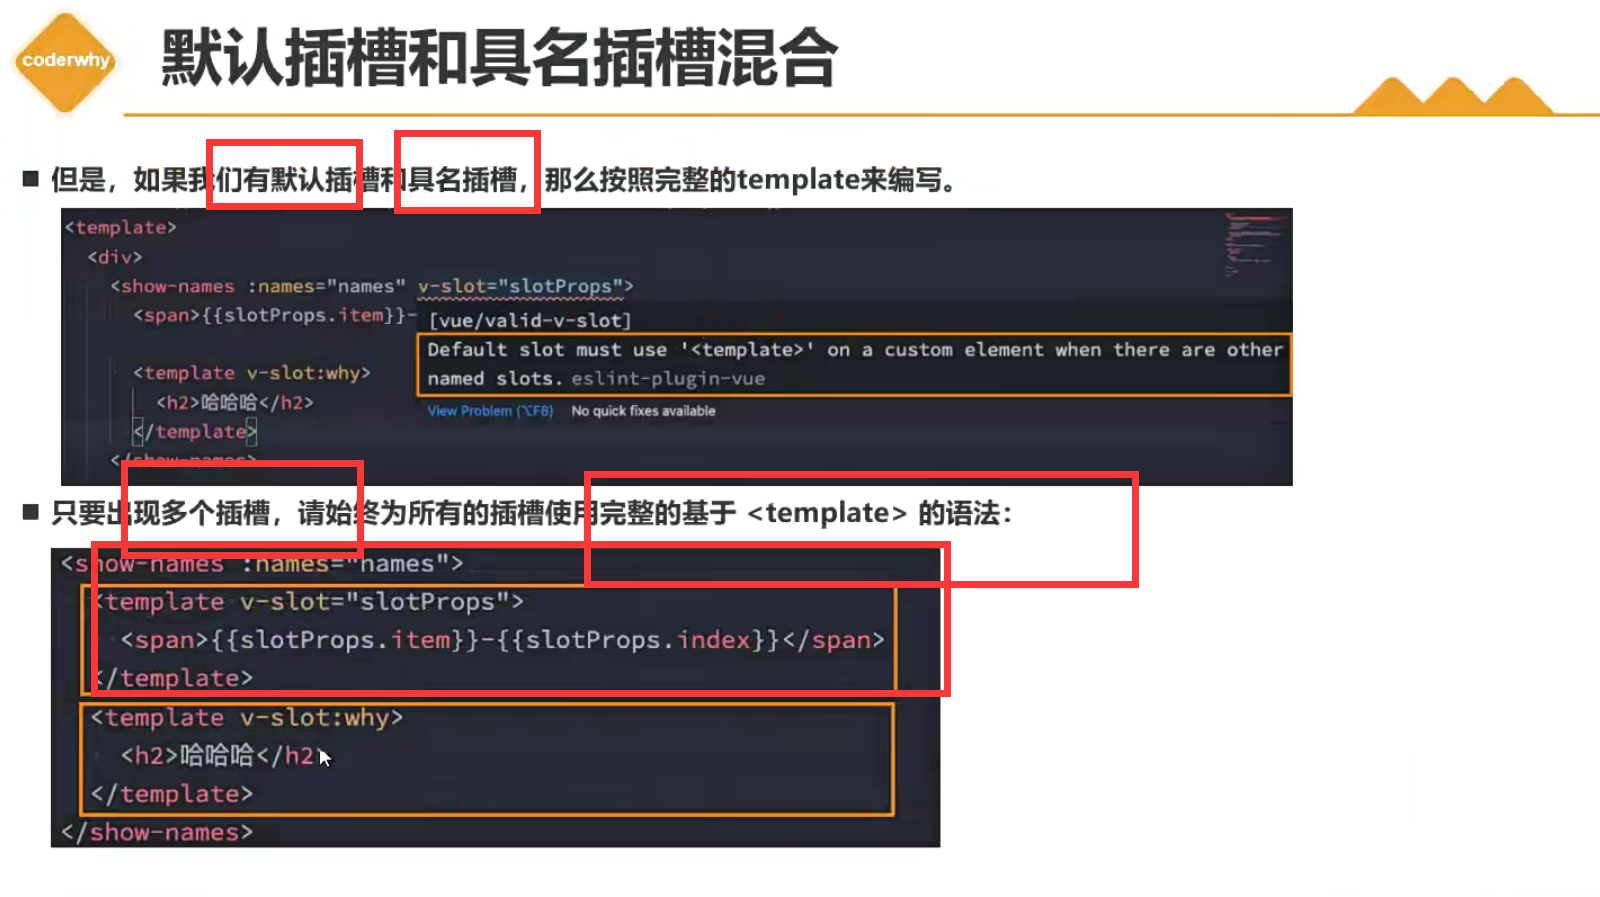 coderwhy
默认插槽和具名插槽混合
但是，如果我们有默认插槽和具名插槽，那么按照完整的template来编写。
<template>
<div>
<show-names :names="names" v-slot="slotProps">
<span>{{slotProps.item}}-
[vue/valid-v-slot]
Default slot must use '<template>' on a custom element when there are other
named slots. eslint-plugin-vue
<template v-slot:why>
<h2>哈哈哈</h2>
View Problem (⌥F8) No quick fixes available
</template>
</show-names>
只要出现多个插槽，请始终为所有的插槽使用完整的基于 <template> 的语法：
<show-names :names="names">
<template v-slot="slotProps">
<span>{{slotProps.item}}-{{slotProps.index}}</span>
</template>
<template v-slot:why>
<h2>哈哈哈</h2>
</template>
</show-names>